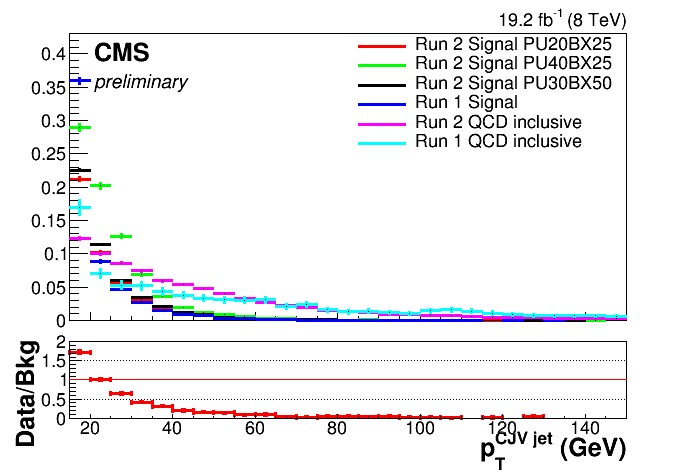 19.2 fb⁻¹ (8 TeV)
CMS
preliminary
Run 2 Signal PU20BX25
Run 2 Signal PU40BX25
Run 2 Signal PU30BX50
Run 1 Signal
Run 2 QCD inclusive
Run 1 QCD inclusive
0.4
0.35
0.3
0.25
0.2
0.15
0.1
0.05
0
Data/Bkg
2
1.5
1
0.5
0
20 40 60 80 100 120 140
p_T^CJV jet (GeV)